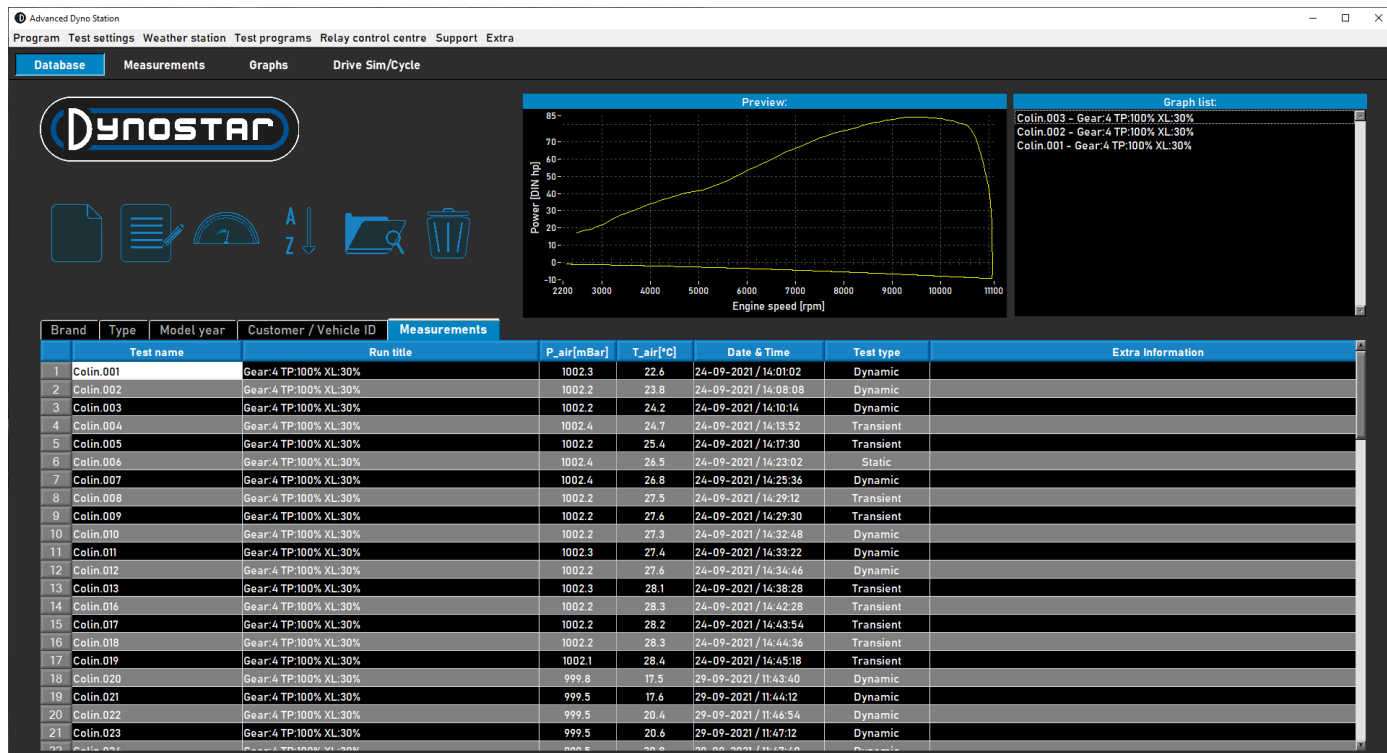 Advanced Dyno Station
Program Test settings Weather station Test programs Relay control centre Support Extra
Database Measurements Graphs Drive Sim/Cycle
DYNOSTAR
A
Z
Preview:
85
70
60
50
40
30
20
10
0
-10
Power [DIN hp]
2200 3000 4000 5000 6000 7000 8000 9000 10000 11100
Engine speed [rpm]
Graph list:
Colin.003 - Gear:4 TP:100% XL:30%
Colin.002 - Gear:4 TP:100% XL:30%
Colin.001 - Gear:4 TP:100% XL:30%
Brand Type Model year Customer / Vehicle ID Measurements
Test name Run title P_air[mBar] T_air[°C] Date & Time Test type Extra Information
1 Colin.001 Gear:4 TP:100% XL:30% 1002.3 22.6 24-09-2021 / 14:01:02 Dynamic
2 Colin.002 Gear:4 TP:100% XL:30% 1002.2 23.8 24-09-2021 / 14:08:08 Dynamic
3 Colin.003 Gear:4 TP:100% XL:30% 1002.2 24.2 24-09-2021 / 14:10:14 Dynamic
4 Colin.004 Gear:4 TP:100% XL:30% 1002.4 24.7 24-09-2021 / 14:13:52 Transient
5 Colin.005 Gear:4 TP:100% XL:30% 1002.2 25.4 24-09-2021 / 14:17:30 Transient
6 Colin.006 Gear:4 TP:100% XL:30% 1002.4 26.5 24-09-2021 / 14:23:02 Static
7 Colin.007 Gear:4 TP:100% XL:30% 1002.4 26.8 24-09-2021 / 14:25:36 Dynamic
8 Colin.008 Gear:4 TP:100% XL:30% 1002.2 27.5 24-09-2021 / 14:29:12 Transient
9 Colin.009 Gear:4 TP:100% XL:30% 1002.2 27.6 24-09-2021 / 14:29:30 Transient
10 Colin.010 Gear:4 TP:100% XL:30% 1002.2 27.3 24-09-2021 / 14:32:48 Dynamic
11 Colin.011 Gear:4 TP:100% XL:30% 1002.3 27.4 24-09-2021 / 14:33:22 Dynamic
12 Colin.012 Gear:4 TP:100% XL:30% 1002.2 27.6 24-09-2021 / 14:34:46 Dynamic
13 Colin.013 Gear:4 TP:100% XL:30% 1002.3 28.1 24-09-2021 / 14:38:28 Transient
14 Colin.016 Gear:4 TP:100% XL:30% 1002.2 28.3 24-09-2021 / 14:42:28 Transient
15 Colin.017 Gear:4 TP:100% XL:30% 1002.2 28.2 24-09-2021 / 14:43:54 Transient
16 Colin.018 Gear:4 TP:100% XL:30% 1002.2 28.3 24-09-2021 / 14:44:36 Transient
17 Colin.019 Gear:4 TP:100% XL:30% 1002.1 28.4 24-09-2021 / 14:45:18 Transient
18 Colin.020 Gear:4 TP:100% XL:30% 999.8 17.5 29-09-2021 / 11:43:40 Dynamic
19 Colin.021 Gear:4 TP:100% XL:30% 999.5 17.6 29-09-2021 / 11:44:12 Dynamic
20 Colin.022 Gear:4 TP:100% XL:30% 999.5 20.4 29-09-2021 / 11:46:54 Dynamic
21 Colin.023 Gear:4 TP:100% XL:30% 999.5 20.6 29-09-2021 / 11:47:12 Dynamic